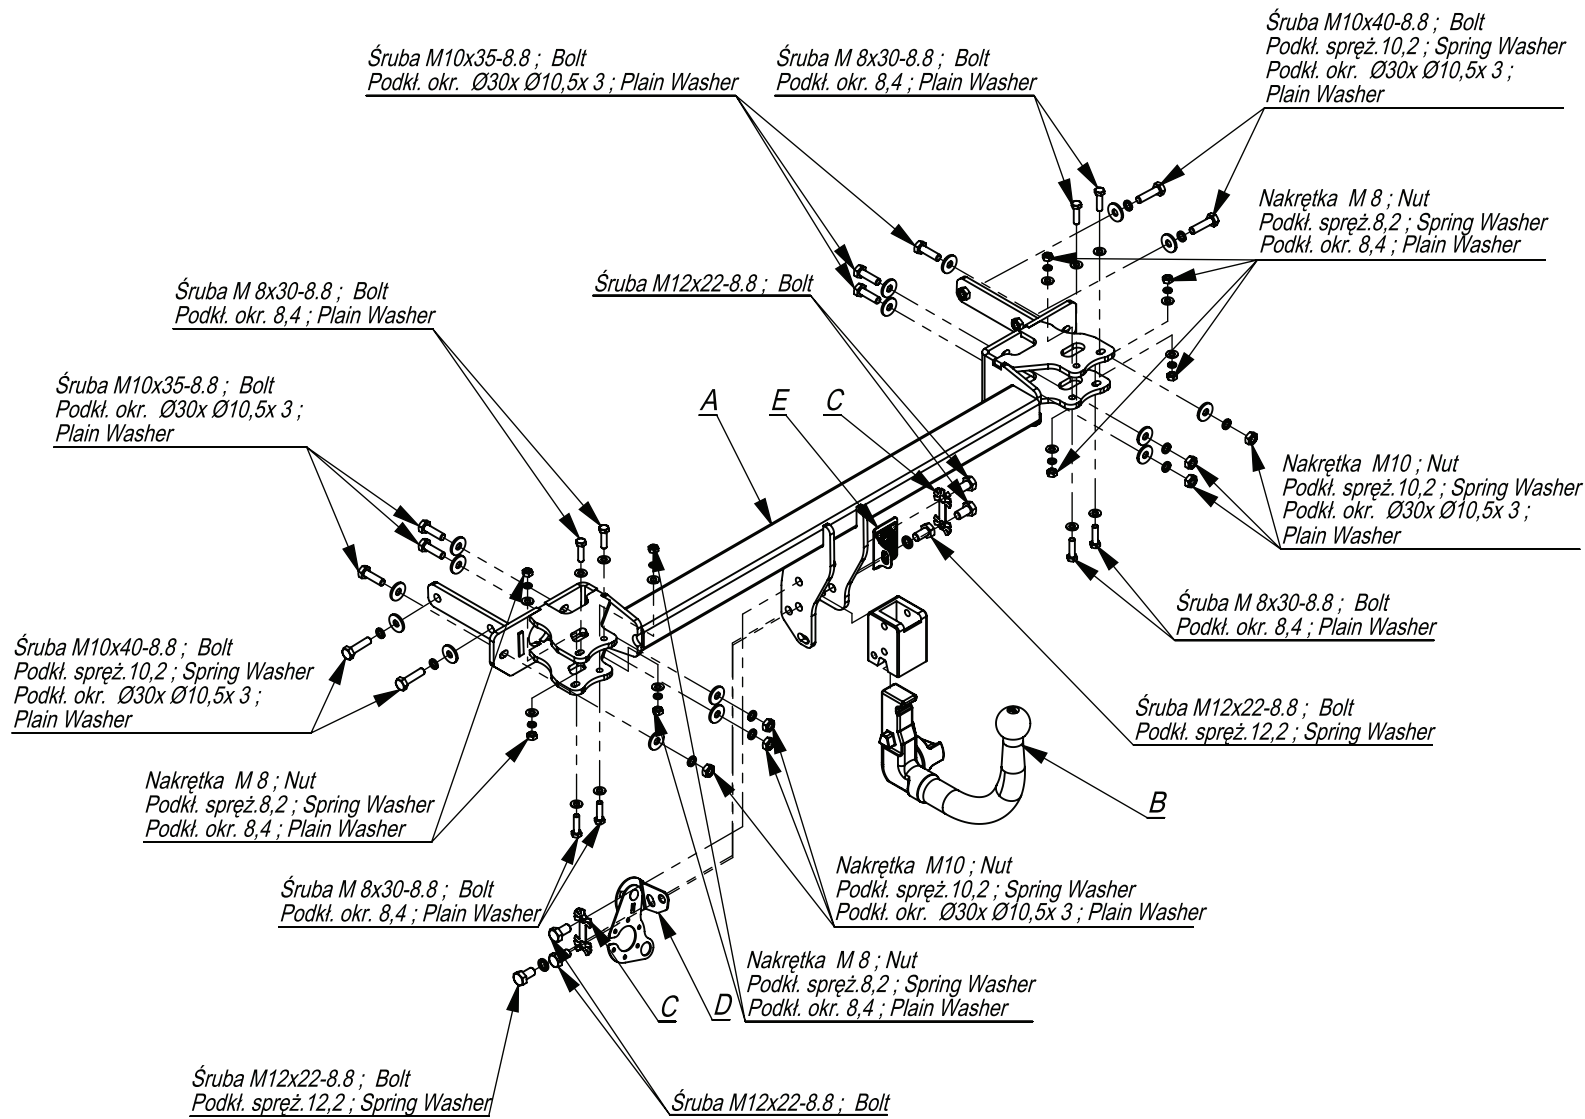 Śruba M10x40-8.8 ;  Bolt
Podkł. spręż.10,2 ; Spring Washer
Podkł. okr.  Ø30x Ø10,5x 3 ;
Plain Washer
Śruba M10x35-8.8 ;  Bolt
Podkł. okr.  Ø30x Ø10,5x 3 ; Plain Washer
Śruba M 8x30-8.8 ;  Bolt
Podkł. okr. 8,4 ; Plain Washer
Nakrętka  M 8 ; Nut
Podkł. spręż.8,2 ; Spring Washer
Podkł. okr. 8,4 ; Plain Washer
Śruba M12x22-8.8 ;  Bolt
Śruba M 8x30-8.8 ;  Bolt
Podkł. okr. 8,4 ; Plain Washer
Śruba M10x35-8.8 ;  Bolt
Podkł. okr.  Ø30x Ø10,5x 3 ;
Plain Washer
A
E
C
Nakrętka  M10 ; Nut
Podkł. spręż.10,2 ; Spring Washer
Podkł. okr.  Ø30x Ø10,5x 3 ;
Plain Washer
Śruba M 8x30-8.8 ;  Bolt
Podkł. okr. 8,4 ; Plain Washer
Śruba M10x40-8.8 ;  Bolt
Podkł. spręż.10,2 ; Spring Washer
Podkł. okr.  Ø30x Ø10,5x 3 ;
Plain Washer
Śruba M12x22-8.8 ;  Bolt
Podkł. spręż.12,2 ; Spring Washer
Nakrętka  M 8 ; Nut
Podkł. spręż.8,2 ; Spring Washer
Podkł. okr. 8,4 ; Plain Washer
B
Nakrętka  M10 ; Nut
Podkł. spręż.10,2 ; Spring Washer
Podkł. okr.  Ø30x Ø10,5x 3 ; Plain Washer
Śruba M 8x30-8.8 ;  Bolt
Podkł. okr. 8,4 ; Plain Washer
Nakrętka  M 8 ; Nut
Podkł. spręż.8,2 ; Spring Washer
Podkł. okr. 8,4 ; Plain Washer
C
D
Śruba M12x22-8.8 ;  Bolt
Podkł. spręż.12,2 ; Spring Washer
Śruba M12x22-8.8 ;  Bolt